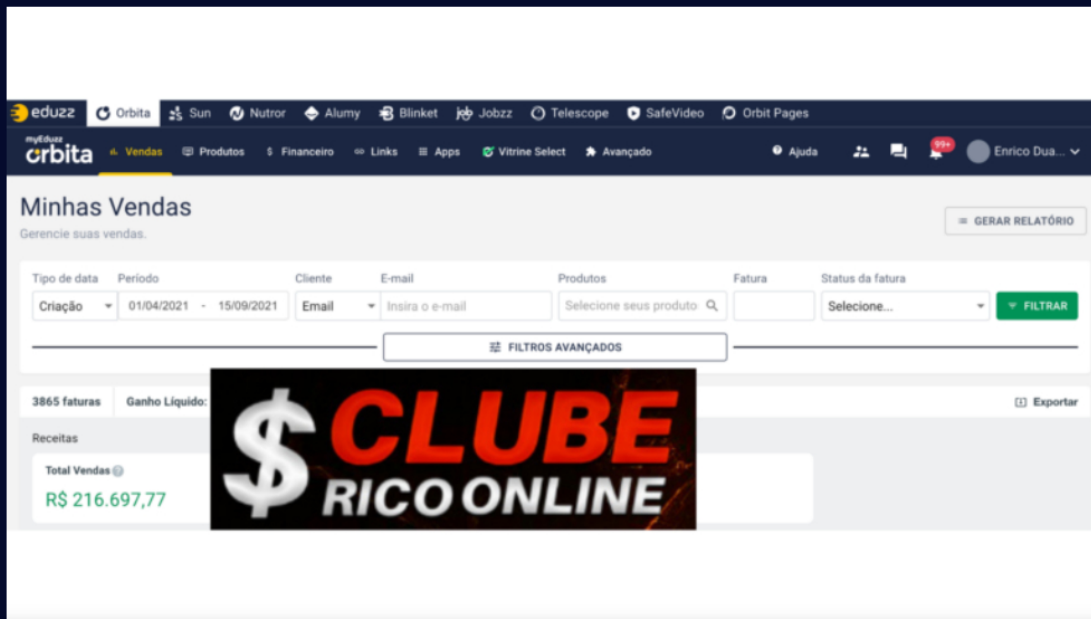 eduzz Orbita Sun Nutror Alumy Blinket Jobzz Telescope SafeVideo Orbit Pages
myEduzz
orbita Vendas Produtos $ Financeiro Links Apps Vitrine Select Avançado Ajuda 99+ Enrico Dua...
Minhas Vendas
Gerencie suas vendas.
GERAR RELATÓRIO
Tipo de data Período Cliente E-mail Produtos Fatura Status da fatura
Criação 01/04/2021 - 15/09/2021 Email Insira o e-mail Selecione seus produto Selecione... FILTRAR
FILTROS AVANÇADOS
3865 faturas Ganho Líquido: Exportar
Receitas
Total Vendas
R$ 216.697,77
$ CLUBE
RICO ONLINE